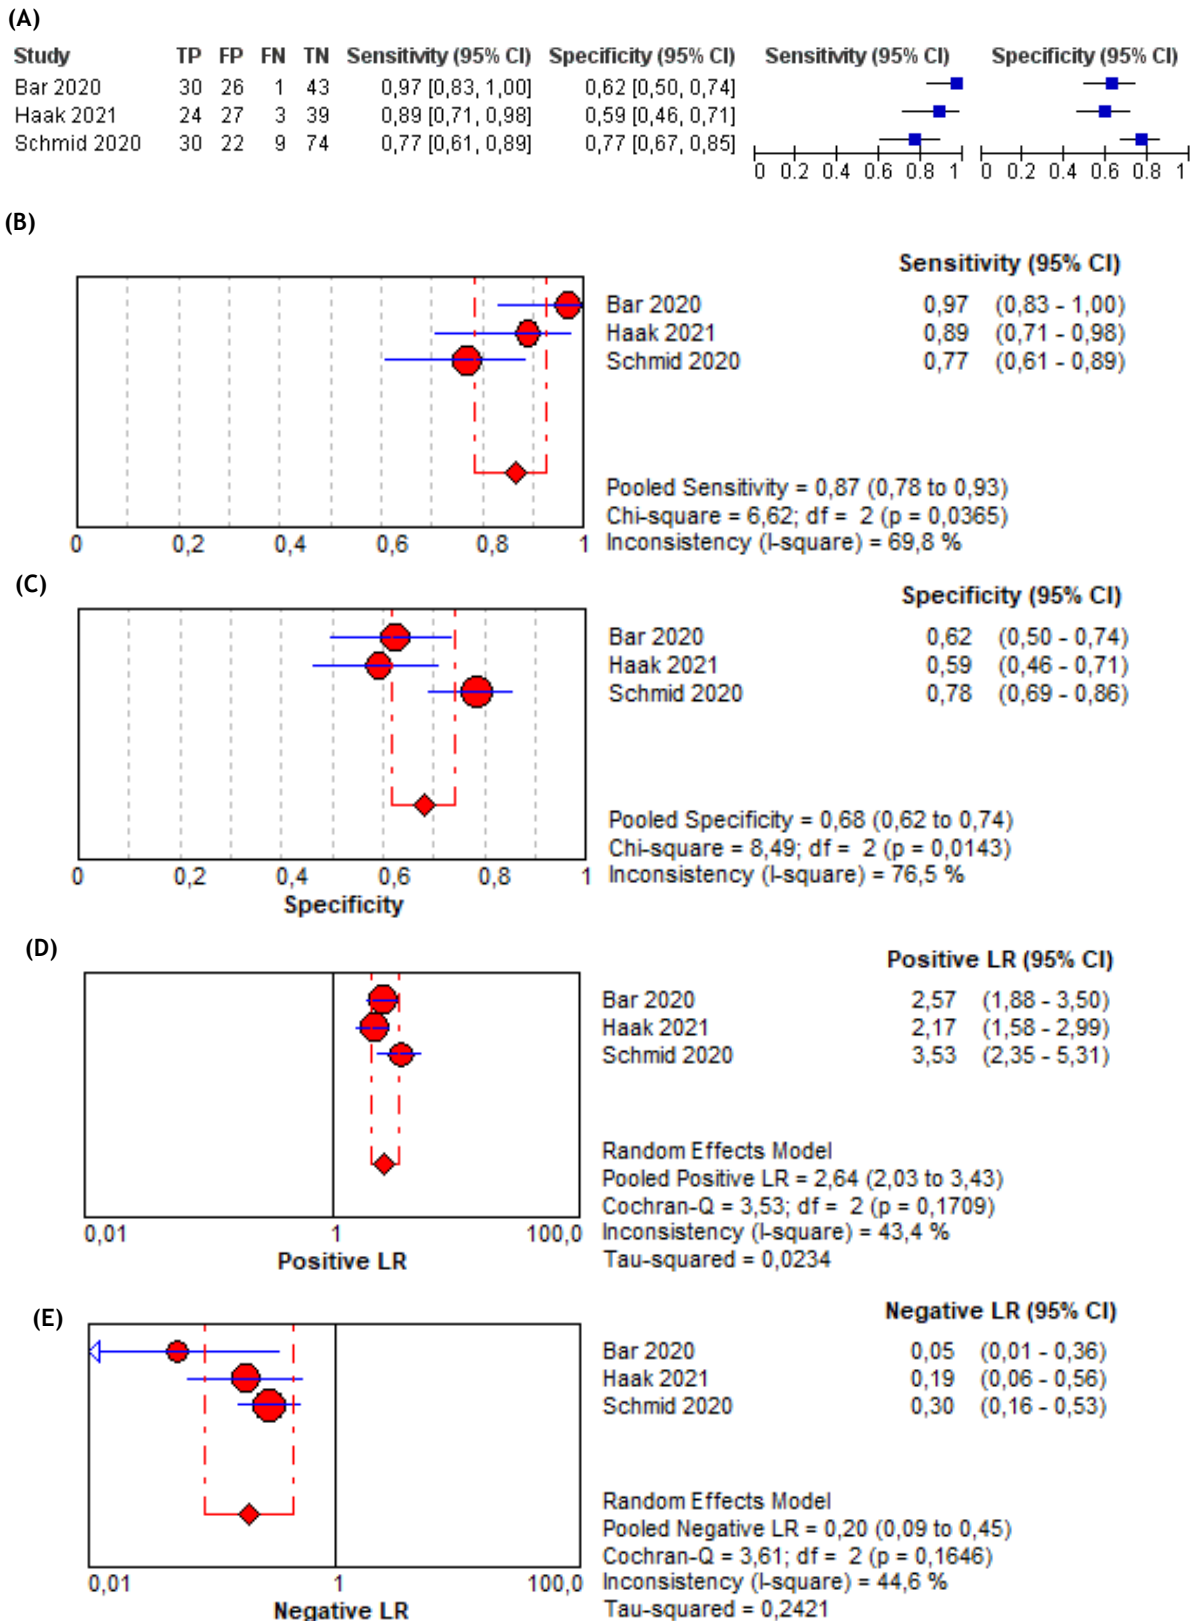 (A)
Study TP FP FN TN Sensitivity (95% CI) Specificity (95% CI) Sensitivity (95% CI) Specificity (95% CI)
Bar 2020 30 26 1 43 0,97 [0,83, 1,00] 0,62 [0,50, 0,74]
Haak 2021 24 27 3 39 0,89 [0,71, 0,98] 0,59 [0,46, 0,71]
Schmid 2020 30 22 9 74 0,77 [0,61, 0,89] 0,77 [0,67, 0,85]
0 0.2 0.4 0.6 0.8 1 0 0.2 0.4 0.6 0.8 1
(B)
Sensitivity (95% CI)
Bar 2020 0,97 (0,83 - 1,00)
Haak 2021 0,89 (0,71 - 0,98)
Schmid 2020 0,77 (0,61 - 0,89)
Pooled Sensitivity = 0,87 (0,78 to 0,93)
Chi-square = 6,62; df = 2 (p = 0,0365)
Inconsistency (I-square) = 69,8 %
0 0,2 0,4 0,6 0,8 1
(C)
Specificity (95% CI)
Bar 2020 0,62 (0,50 - 0,74)
Haak 2021 0,59 (0,46 - 0,71)
Schmid 2020 0,78 (0,69 - 0,86)
Pooled Specificity = 0,68 (0,62 to 0,74)
Chi-square = 8,49; df = 2 (p = 0,0143)
Inconsistency (I-square) = 76,5 %
0 0,2 0,4 0,6 0,8 1
Specificity
(D)
Positive LR (95% CI)
Bar 2020 2,57 (1,88 - 3,50)
Haak 2021 2,17 (1,58 - 2,99)
Schmid 2020 3,53 (2,35 - 5,31)
Random Effects Model
Pooled Positive LR = 2,64 (2,03 to 3,43)
Cochran-Q = 3,53; df = 2 (p = 0,1709)
Inconsistency (I-square) = 43,4 %
Tau-squared = 0,0234
0,01 1 100,0
Positive LR
(E)
Negative LR (95% CI)
Bar 2020 0,05 (0,01 - 0,36)
Haak 2021 0,19 (0,06 - 0,56)
Schmid 2020 0,30 (0,16 - 0,53)
Random Effects Model
Pooled Negative LR = 0,20 (0,09 to 0,45)
Cochran-Q = 3,61; df = 2 (p = 0,1646)
Inconsistency (I-square) = 44,6 %
Tau-squared = 0,2421
0,01 1 100,0
Negative LR